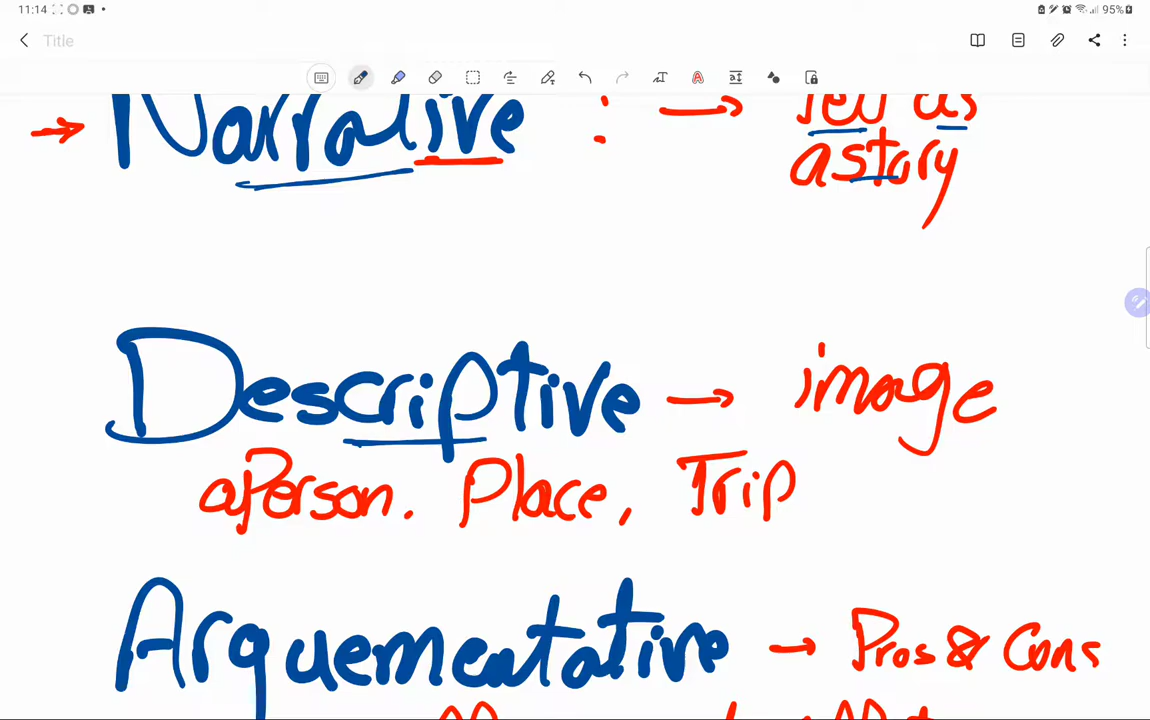 11:14 95%
Title
Narrative : → Tell us
a story
Descriptive → image
a Person. Place, Trip
Arquementative → Pros & Cons